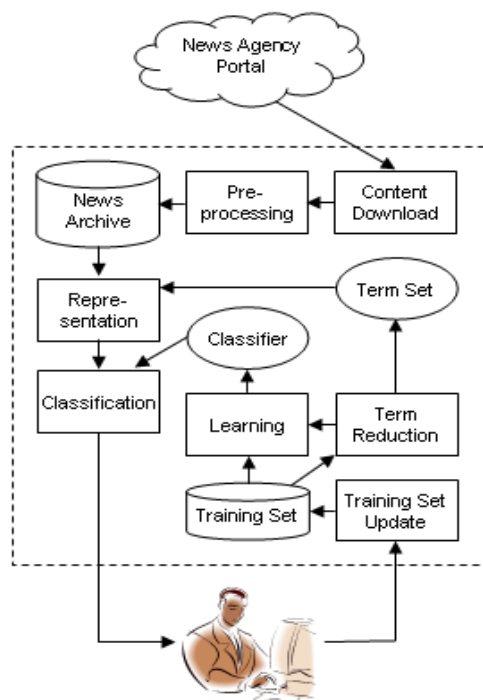 News Agency
Portal
News
Archive
Pre-
processing
Content
Download
Repre-
sentation
Term Set
Classifier
Classification
Learning
Term
Reduction
Training Set
Training Set
Update